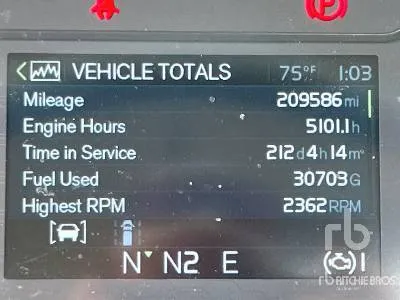 VEHICLE TOTALS 75°F 1:03
Mileage 209586 mi
Engine Hours 5101.1 h
Time in Service 212 d 4 h 14 m
Fuel Used 30703 G
Highest RPM 2362 RPM
N N2 E
rb RITCHIE BROS